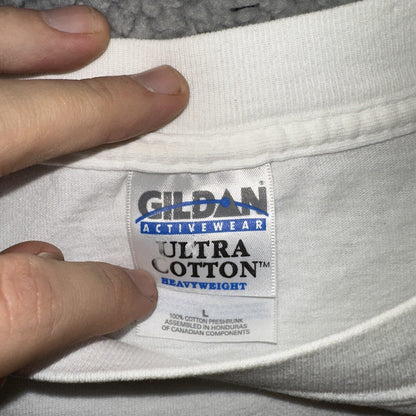 GILDAN®
ACTIVEWEAR
ULTRA
COTTON™
HEAVYWEIGHT
L
100% COTTON PRESHRUNK
ASSEMBLED IN HONDURAS
OF CANADIAN COMPONENTS